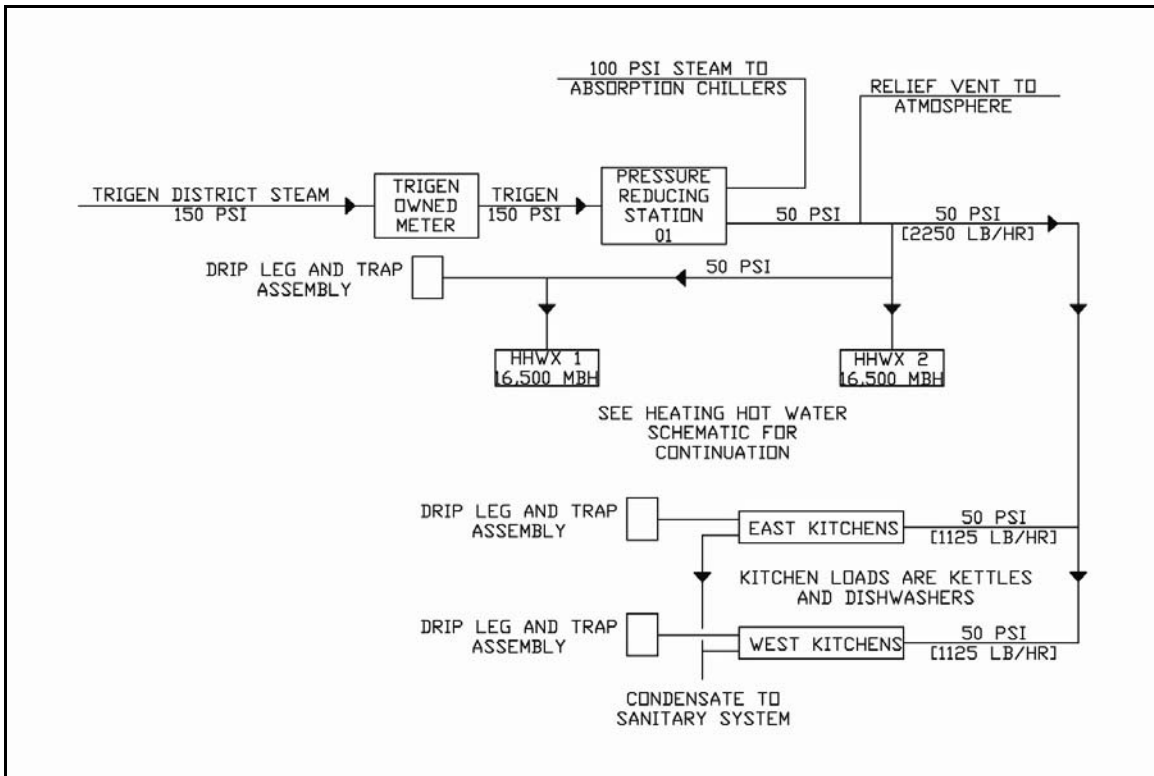 100 PSI STEAM TO
ABSORPTION CHILLERS
RELIEF VENT TO
ATMOSPHERE
TRIGEN DISTRICT STEAM
150 PSI
TRIGEN
OWNED
METER
TRIGEN
150 PSI
PRESSURE
REDUCING
STATION
01
50 PSI
50 PSI
[2250 LB/HR]
DRIP LEG AND TRAP
ASSEMBLY
50 PSI
HHWX 1
16,500 MBH
HHWX 2
16,500 MBH
SEE HEATING HOT WATER
SCHEMATIC FOR
CONTINUATION
DRIP LEG AND TRAP
ASSEMBLY
EAST KITCHENS
50 PSI
[1125 LB/HR]
KITCHEN LOADS ARE KETTLES
AND DISHWASHERS
DRIP LEG AND TRAP
ASSEMBLY
WEST KITCHENS
50 PSI
[1125 LB/HR]
CONDENSATE TO
SANITARY SYSTEM